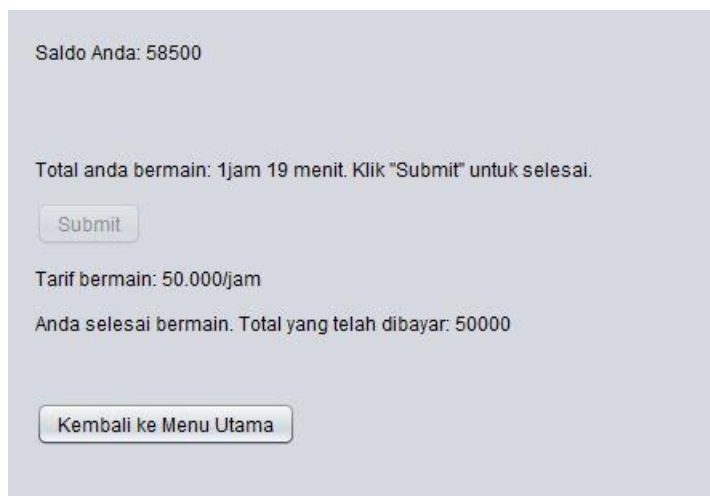 Saldo Anda: 58500
Total anda bermain: 1jam 19 menit. Klik "Submit" untuk selesai.
Submit
Tarif bermain: 50.000/jam
Anda selesai bermain. Total yang telah dibayar: 50000
Kembali ke Menu Utama